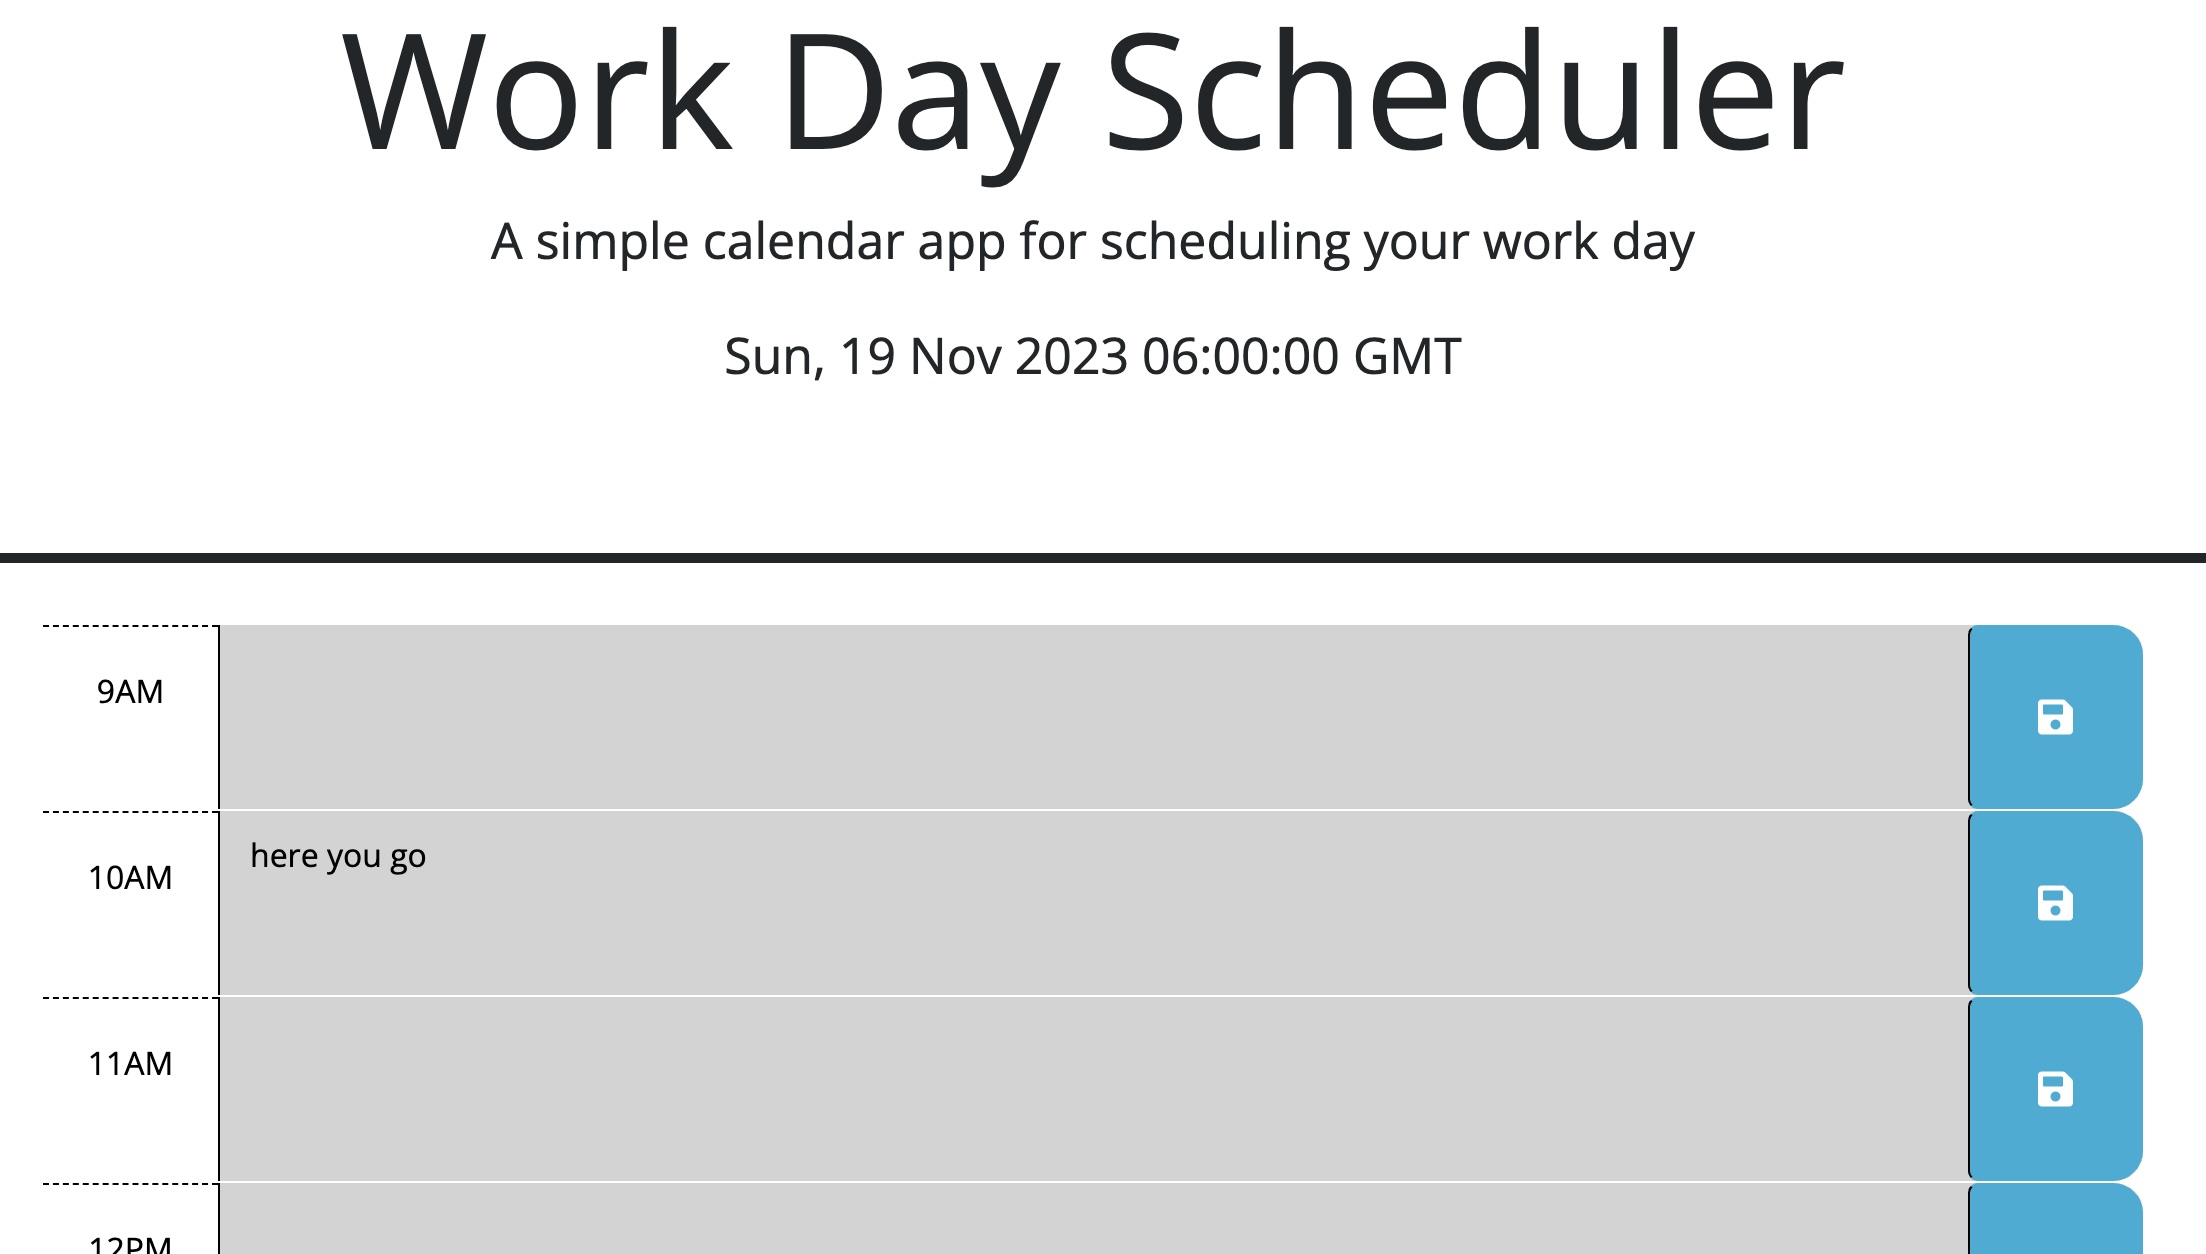 Work Day Scheduler
A simple calendar app for scheduling your work day
Sun, 19 Nov 2023 06:00:00 GMT
9AM
10AM
here you go
11AM
12PM